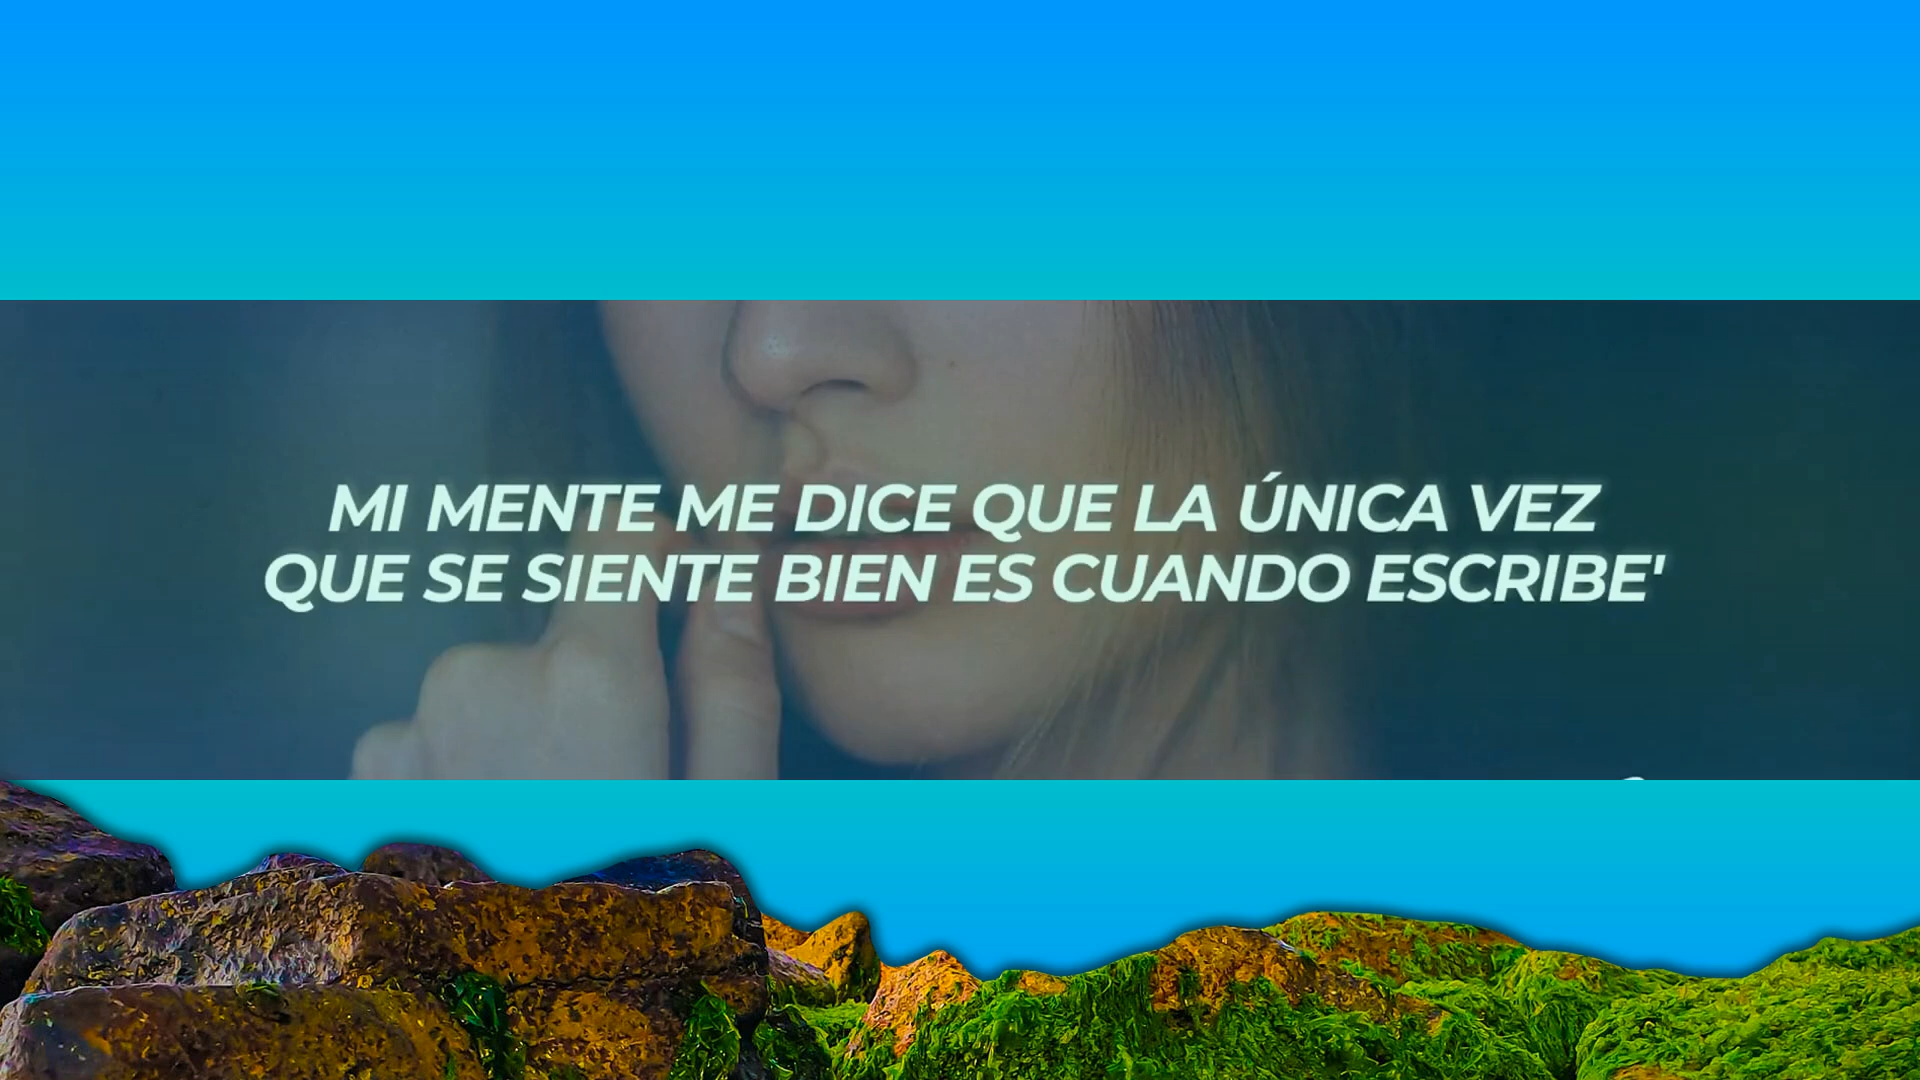 MI MENTE ME DICE QUE LA ÚNICA VEZ
QUE SE SIENTE BIEN ES CUANDO ESCRIBE'